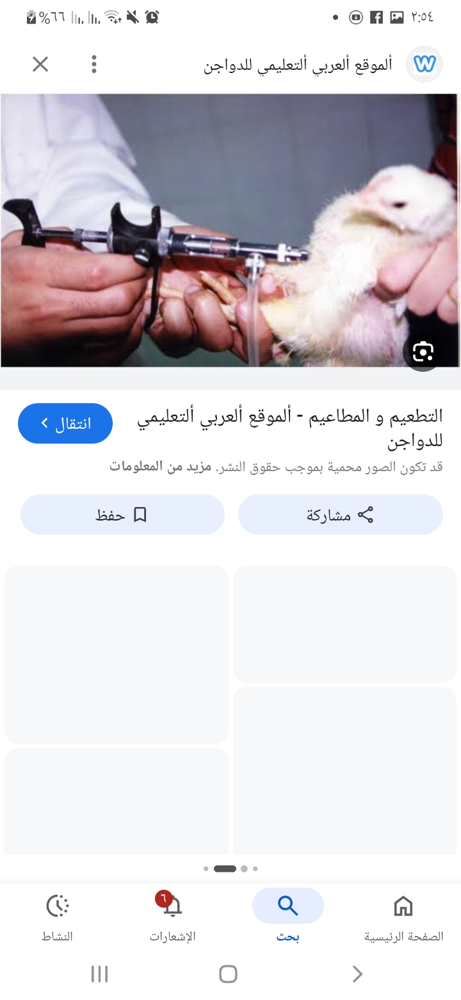 %٦٦
٢:٥٤
ألموقع ألعربي ألتعليمي للدواجن
التطعيم و المطاعيم - ألموقع ألعربي ألتعليمي
للدواجن
انتقال
قد تكون الصور محمية بموجب حقوق النشر. مزيد من المعلومات
مشاركة
حفظ
٦
الصفحة الرئيسية
بحث
الإشعارات
النشاط